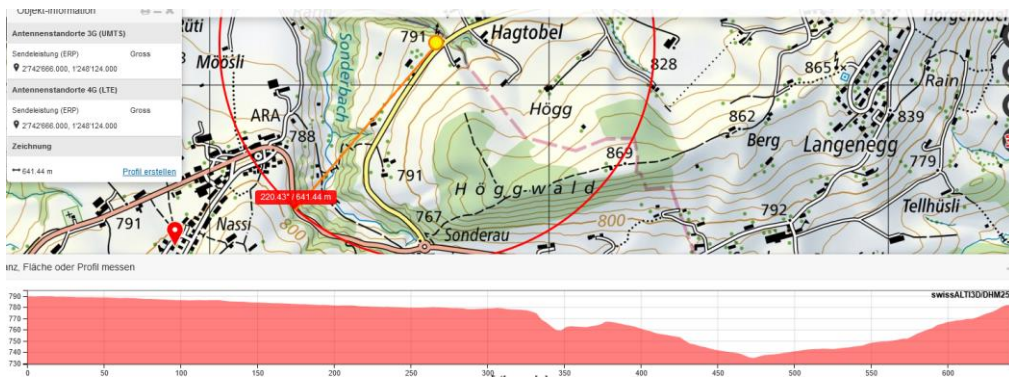 Objekt-Information
Antennenstandorte 3G (UMTS)
Sendeleistung (ERP) Gross
2'742'666.000, 1'248'124.000
Antennenstandorte 4G (LTE)
Sendeleistung (ERP) Gross
2'742'666.000, 1'248'124.000
Zeichnung
641.44 m Profil erstellen
Möösli
ARA
788
Sonderbach
791
Hagtobel
828
Högg
865
Rain
862
839
Berg
Langenegg
869
779
791
Höggwald
220.43° / 641.44 m
791
Nassi
800
767
Sonderau
800
792
Tellhüsli
anz, Fläche oder Profil messen
swissALTI3D/DHM25
790
780
770
760
750
740
730
0 50 100 150 200 250 300 350 400 450 500 550 600